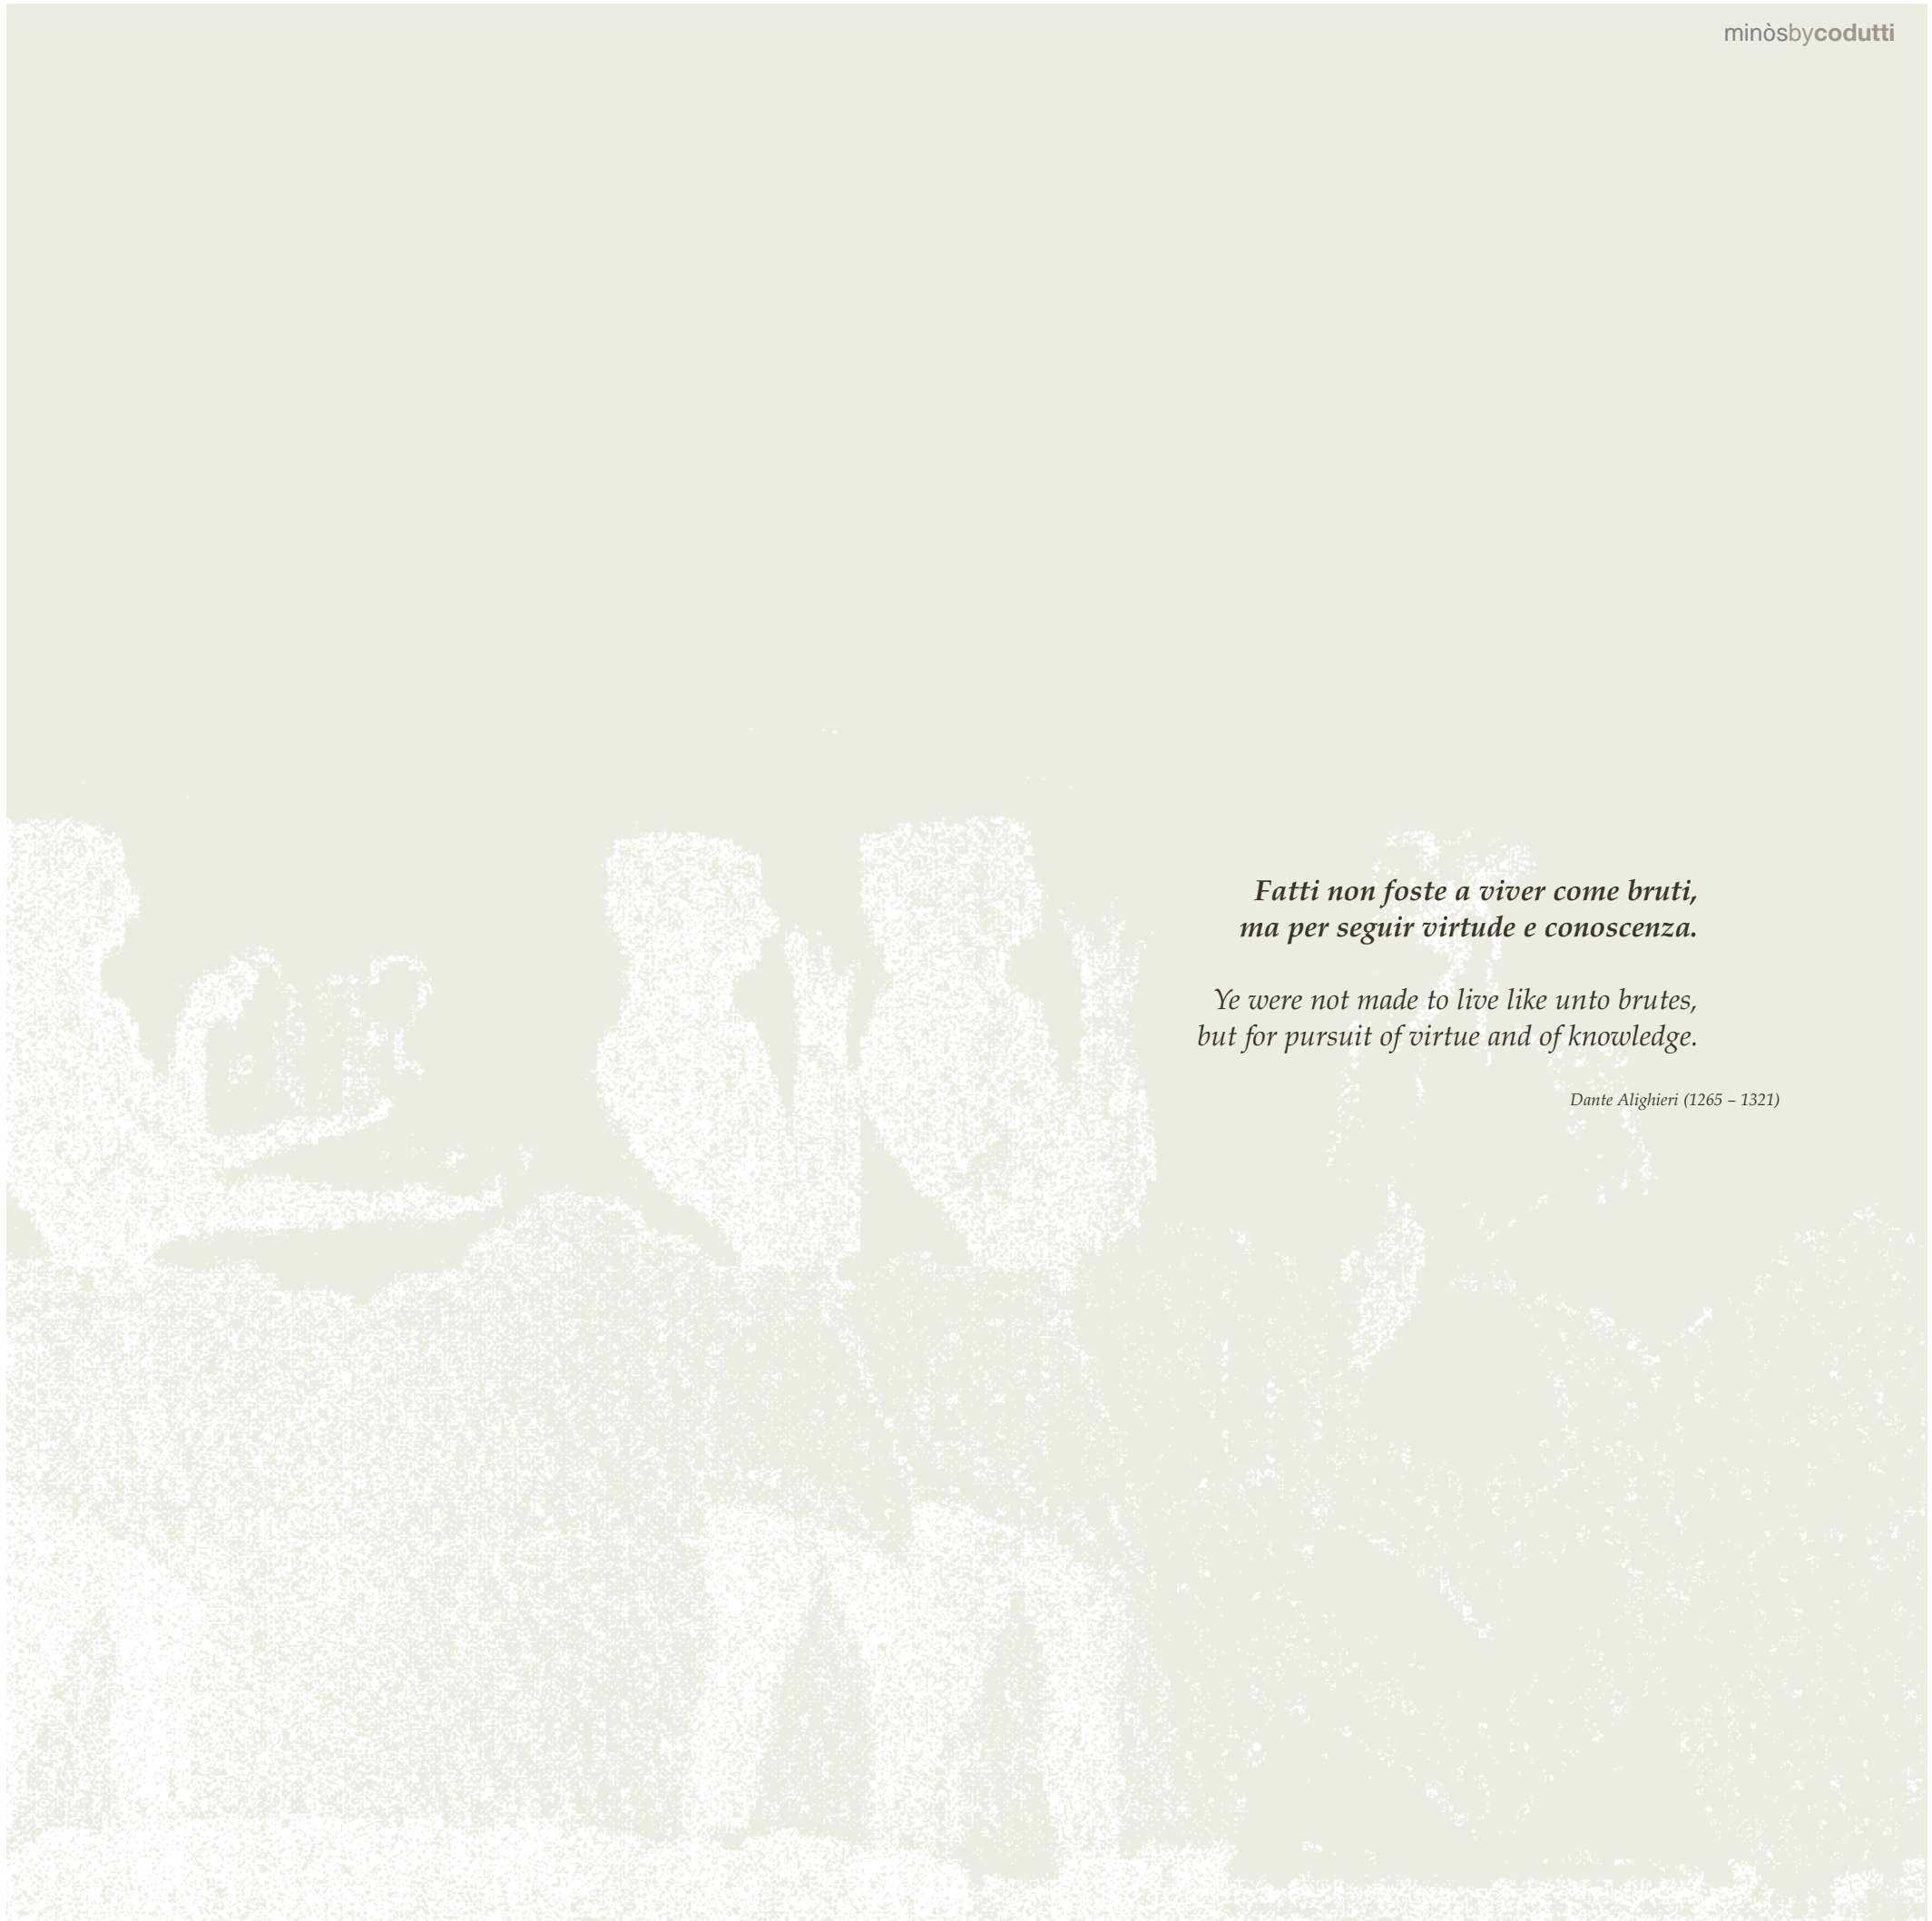 minòsbycodutti
Fatti non foste a viver come bruti,
ma per seguir virtude e conoscenza.
Ye were not made to live like unto brutes,
but for pursuit of virtue and of knowledge.
Dante Alighieri (1265 – 1321)